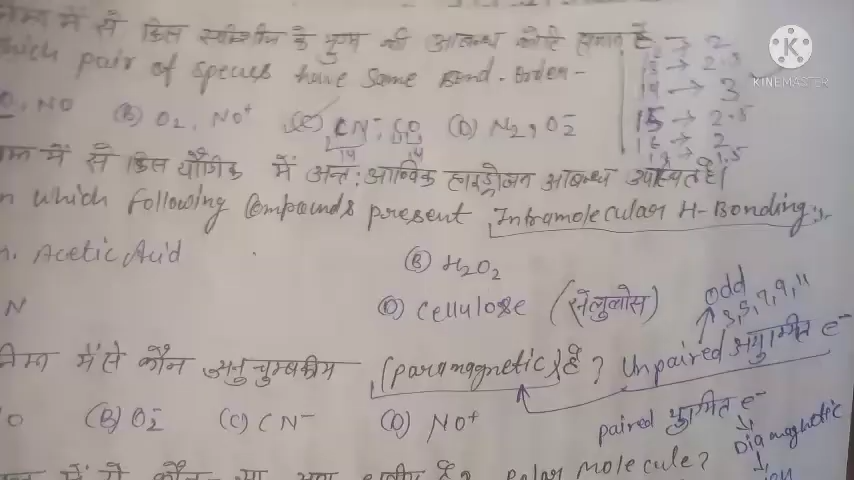 में से किस स्पीशीज के युग्म की आबन्ध कोटि समान है
which pair of species have same Bond-Orden-
12 → 2
13 → 2.5
14 → 3
15 → 2.5
16 → 2
→ 1.5
KINEMASTER
, NO (B) O₂, NO⁺ (C) CN⁻, CO (D) N₂, O₂⁻
14 14
में से किस यौगिक में अन्त: आण्विक हाइड्रोजन आबन्ध उपस्थित है।
n which following Compounds present Intramolecular H-Bonding:-
Acetic Acid (B) H₂O₂
N (D) Cellulose (सेलुलोस)
odd
3, 5, 7, 9, 11
निम्न में से कौन अनुचुम्बकीय (paramagnetic) है? Unpaired अयुग्मित e⁻
O (B) O₂⁻ (C) CN⁻ (D) NO⁺
paired युग्मित e⁻
Diamagnetic
में से कौन है? Polar molecule?